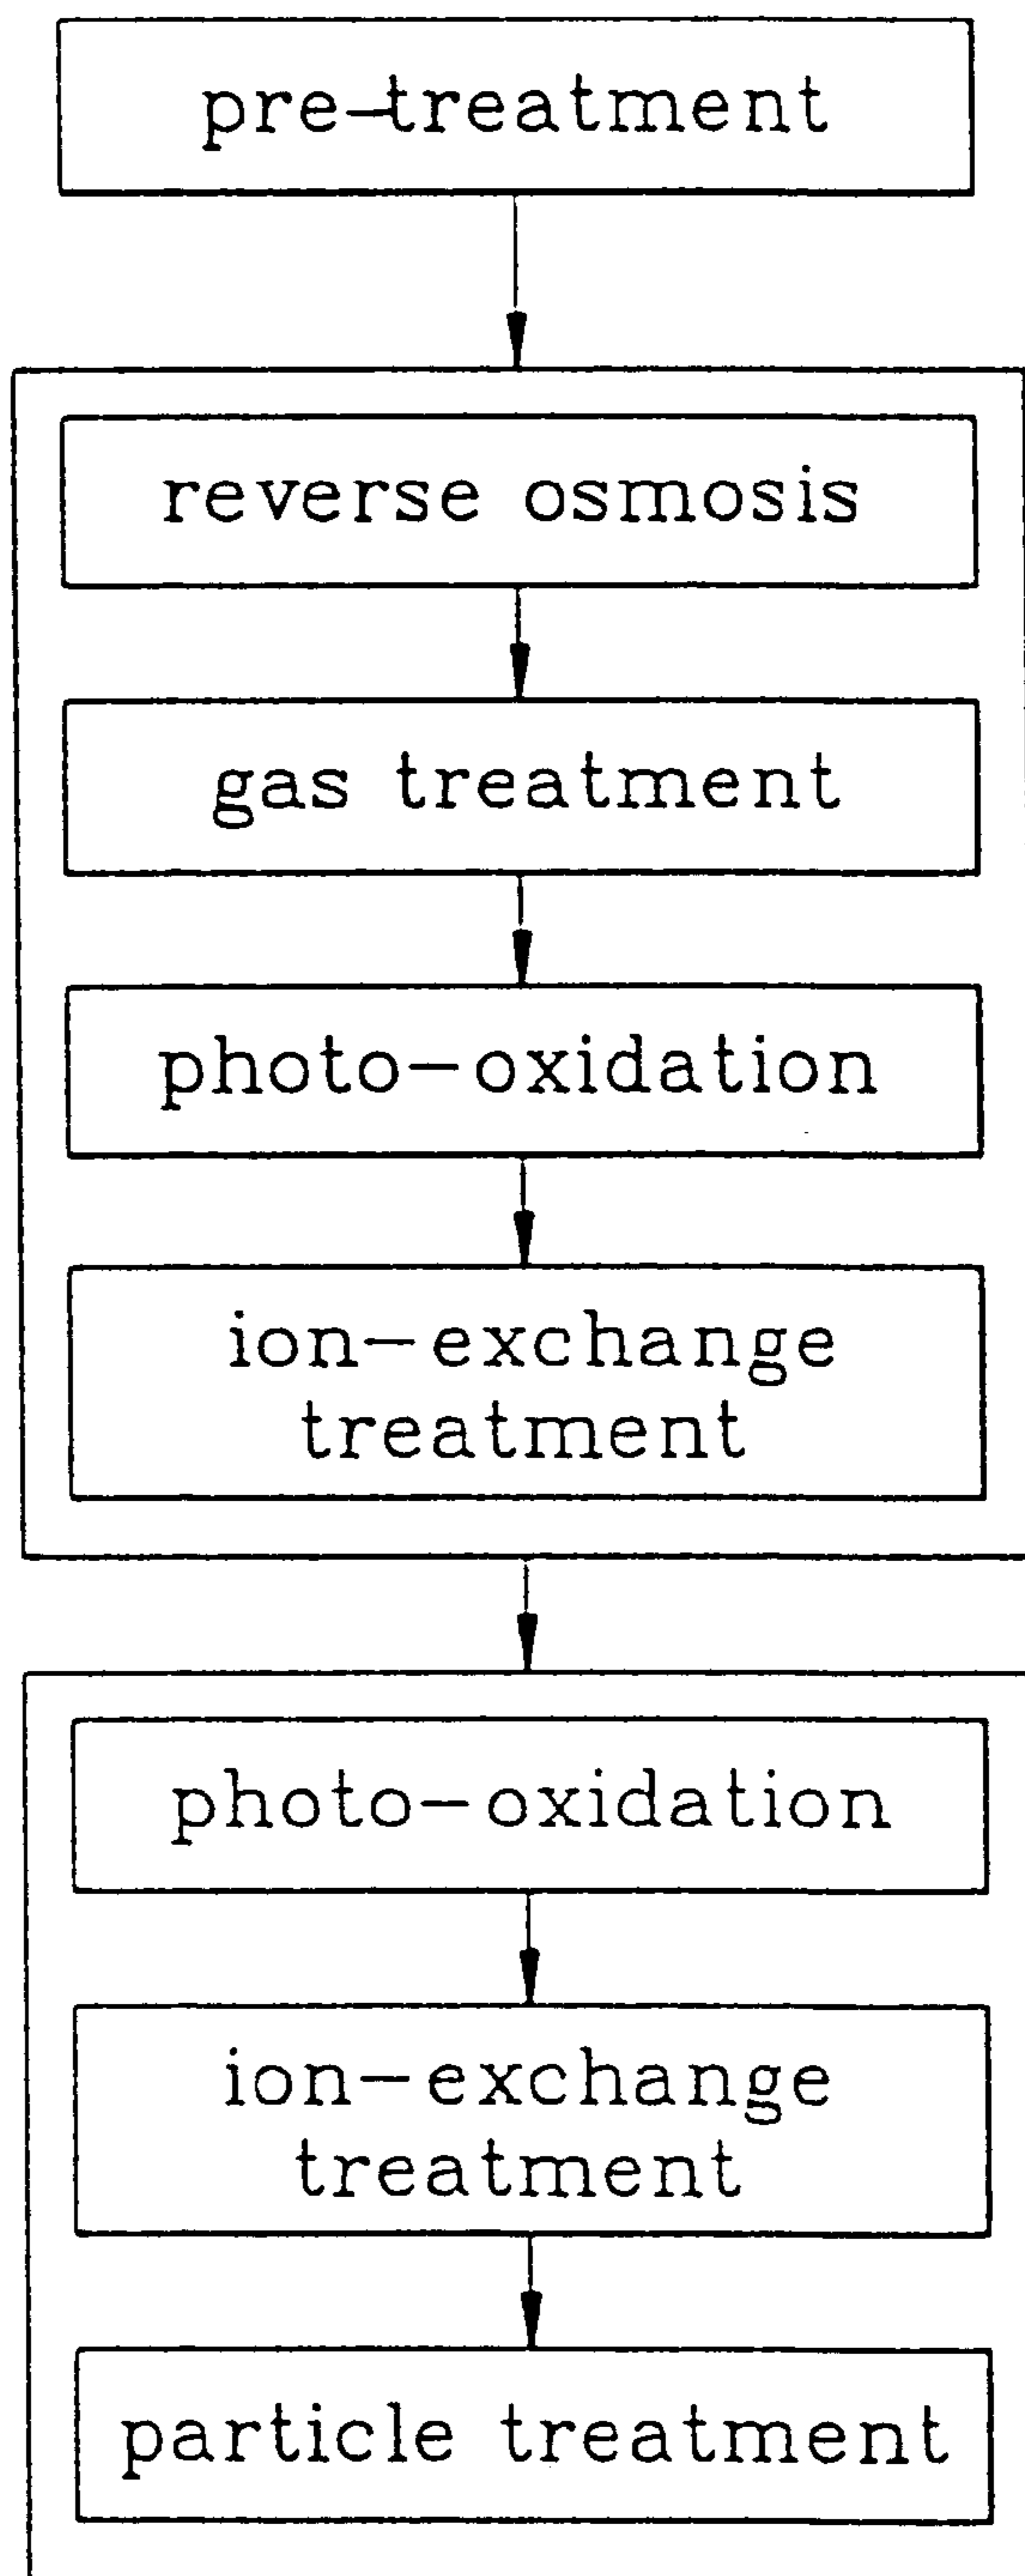 pre-treatment
reverse osmosis
gas treatment
photo-oxidation
ion-exchange
treatment
photo-oxidation
ion-exchange
treatment
particle treatment